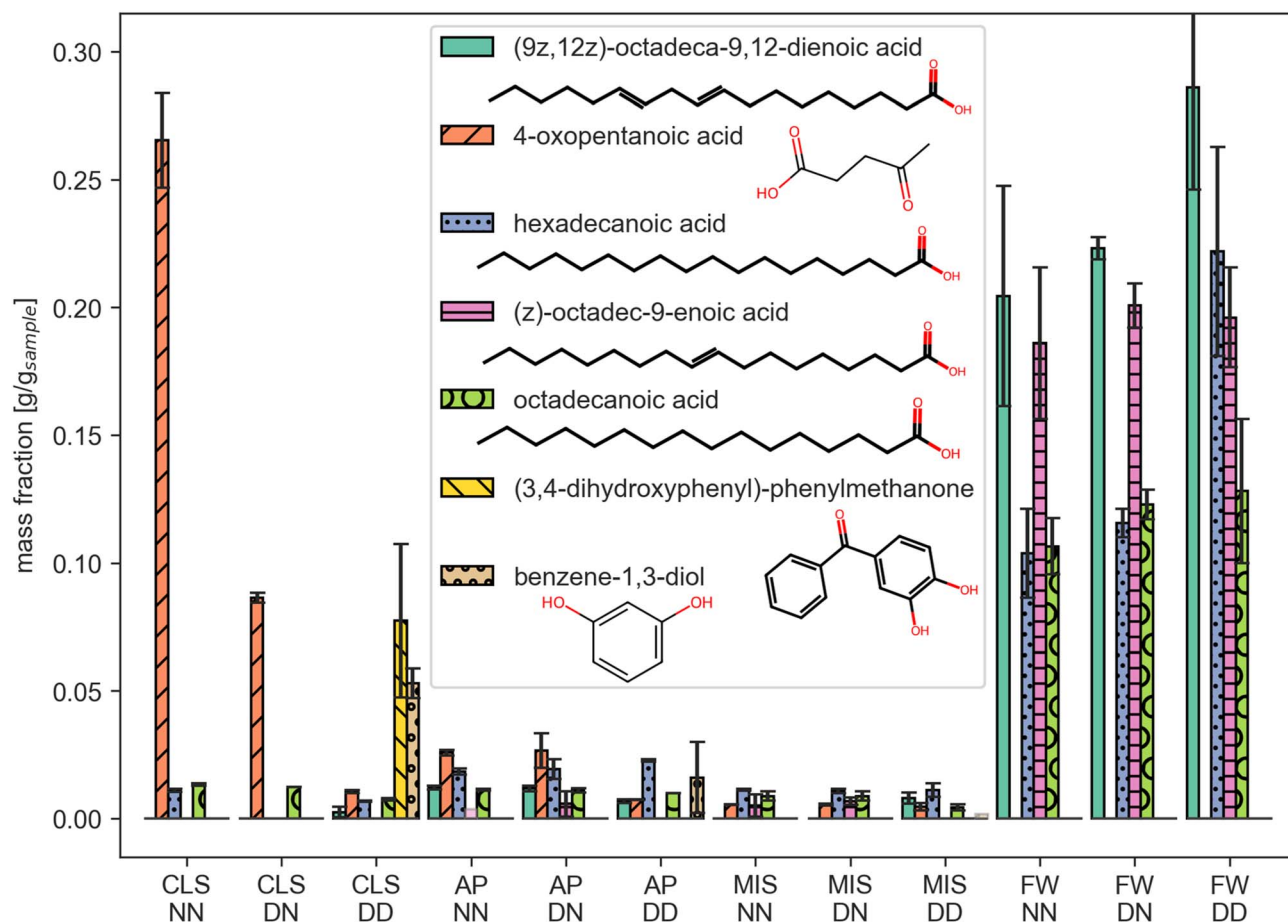 mass fraction [g/gsample]
0.30
0.25
0.20
0.15
0.10
0.05
0.00
(9z,12z)-octadeca-9,12-dienoic acid
O
OH
4-oxopentanoic acid
O
HO
O
hexadecanoic acid
O
OH
(z)-octadec-9-enoic acid
O
OH
octadecanoic acid
O
OH
(3,4-dihydroxyphenyl)-phenylmethanone
O
OH
OH
benzene-1,3-diol
HO
OH
CLS NN
CLS DN
CLS DD
AP NN
AP DN
AP DD
MIS NN
MIS DN
MIS DD
FW NN
FW DN
FW DD